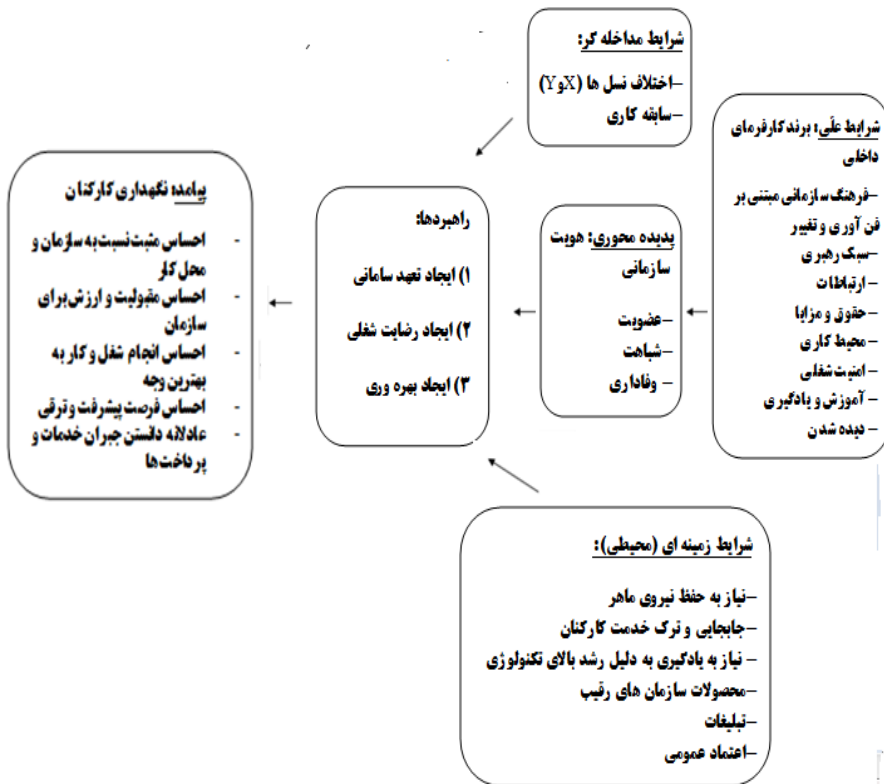 شرایط مداخله گر:
-اختلاف نسل ها (XوY)
-سابقه کاری
شرایط علّی: برند کارفرمای
داخلی
-فرهنگ سازمانی مبتنی بر
فن آوری و تغییر
-سبک رهبری
- ارتباطات
-حقوق و مزایا
-محیط کاری
-امنیت شغلی
-آموزش و یادگیری
-دیده شدن
پدیده محوری: هویت
سازمانی
-عضویت
-شباهت
- وفاداری
راهبردها:
۱) ایجاد تعهد سامانی
۲) ایجاد رضایت شغلی
۳) ایجاد بهره وری
پیامد: نگهداری کارکنان
- احساس مثبت نسبت به سازمان و
محل کار
- احساس مقبولیت و ارزش برای
سازمان
- احساس انجام شغل و کار به
بهترین وجه
- احساس فرصت پیشرفت و ترقی
- عادلانه دانستن جبران خدمات و
پرداخت‌ها
شرایط زمینه ای (محیطی):
-نیاز به حفظ نیروی ماهر
-جابجایی و ترک خدمت کارکنان
- نیاز به یادگیری به دلیل رشد بالای تکنولوژی
-محصولات سازمان های رقیب
-تبلیغات
-اعتماد عمومی